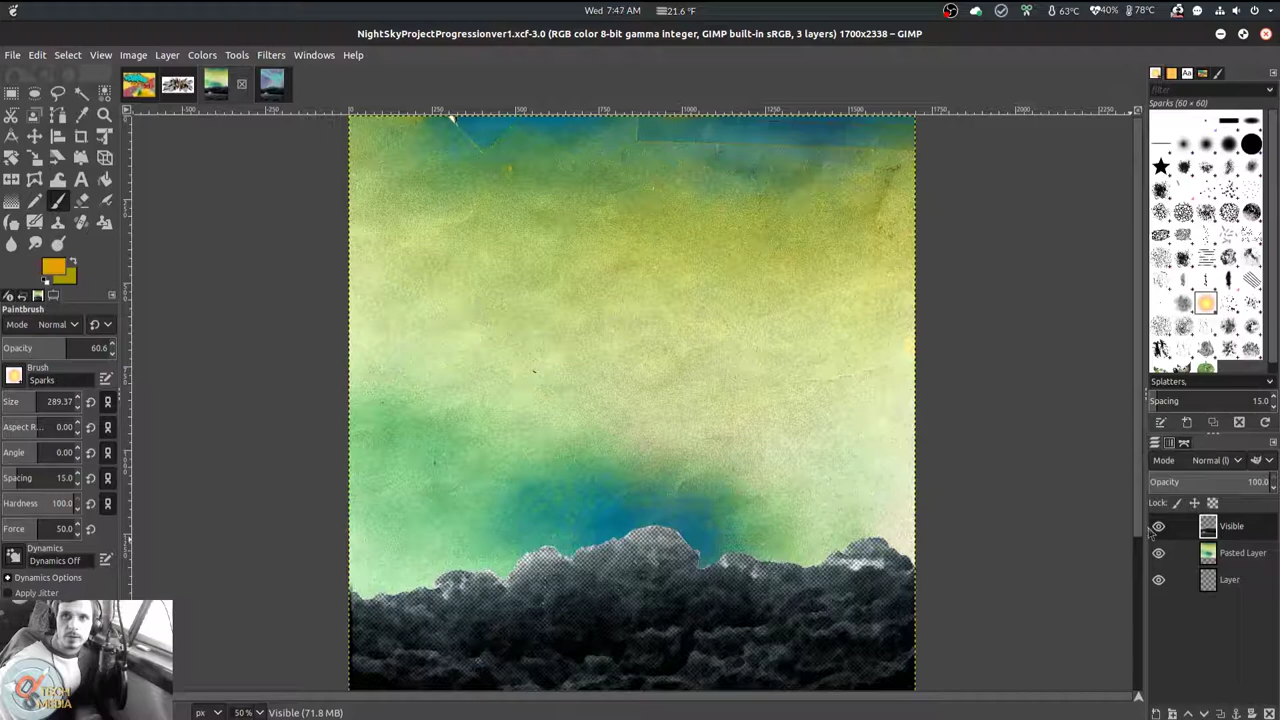 Wed 7:47 AM
21.6 °F
63°C
40%
78°C
NightSkyProjectProgressionver1.xcf-3.0 (RGB color 8-bit gamma integer, GIMP built-in sRGB, 3 layers) 1700x2338 – GIMP
File Edit Select View Image Layer Colors Tools Filters Windows Help
filter
Sparks (60 × 60)
Aa
Paintbrush
Mode Normal
Opacity 60.6
Brush
Sparks
Size 289.37
Aspect R... 0.00
Angle 0.00
Spacing 15.0
Hardness 100.0
Force 50.0
Dynamics
Dynamics Off
Dynamics Options
Apply Jitter
Splatters,
Spacing 15.0
Mode Normal (l)
Opacity 100.0
Lock:
Visible
Pasted Layer
Layer
TECH
MEDIA
px 50% Visible (71.8 MB)